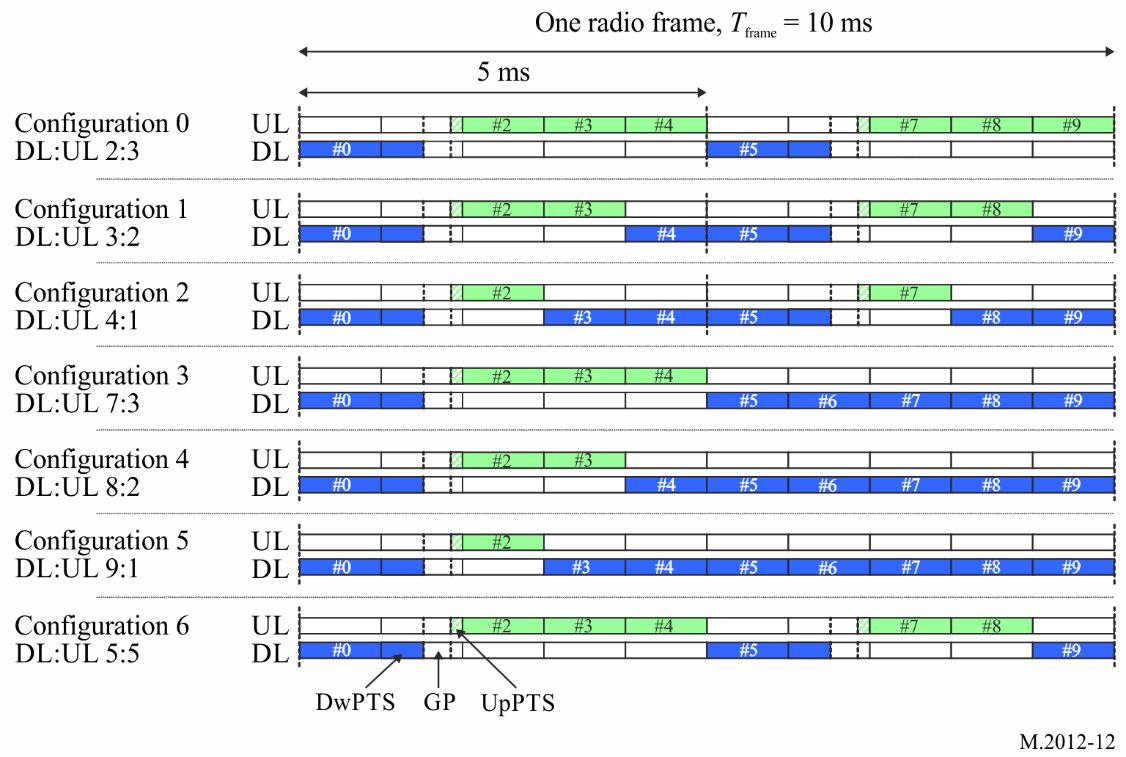 One radio frame, Tframe = 10 ms
5 ms
Configuration 0 UL #2 #3 #4 #7 #8 #9
DL:UL 2:3 DL #0 #5
Configuration 1 UL #2 #3 #7 #8
DL:UL 3:2 DL #0 #4 #5 #9
Configuration 2 UL #2 #7
DL:UL 4:1 DL #0 #3 #4 #5 #8 #9
Configuration 3 UL #2 #3 #4
DL:UL 7:3 DL #0 #5 #6 #7 #8 #9
Configuration 4 UL #2 #3
DL:UL 8:2 DL #0 #4 #5 #6 #7 #8 #9
Configuration 5 UL #2
DL:UL 9:1 DL #0 #3 #4 #5 #6 #7 #8 #9
Configuration 6 UL #2 #3 #4 #7 #8
DL:UL 5:5 DL #0 #5 #9
DwPTS GP UpPTS
M.2012-12